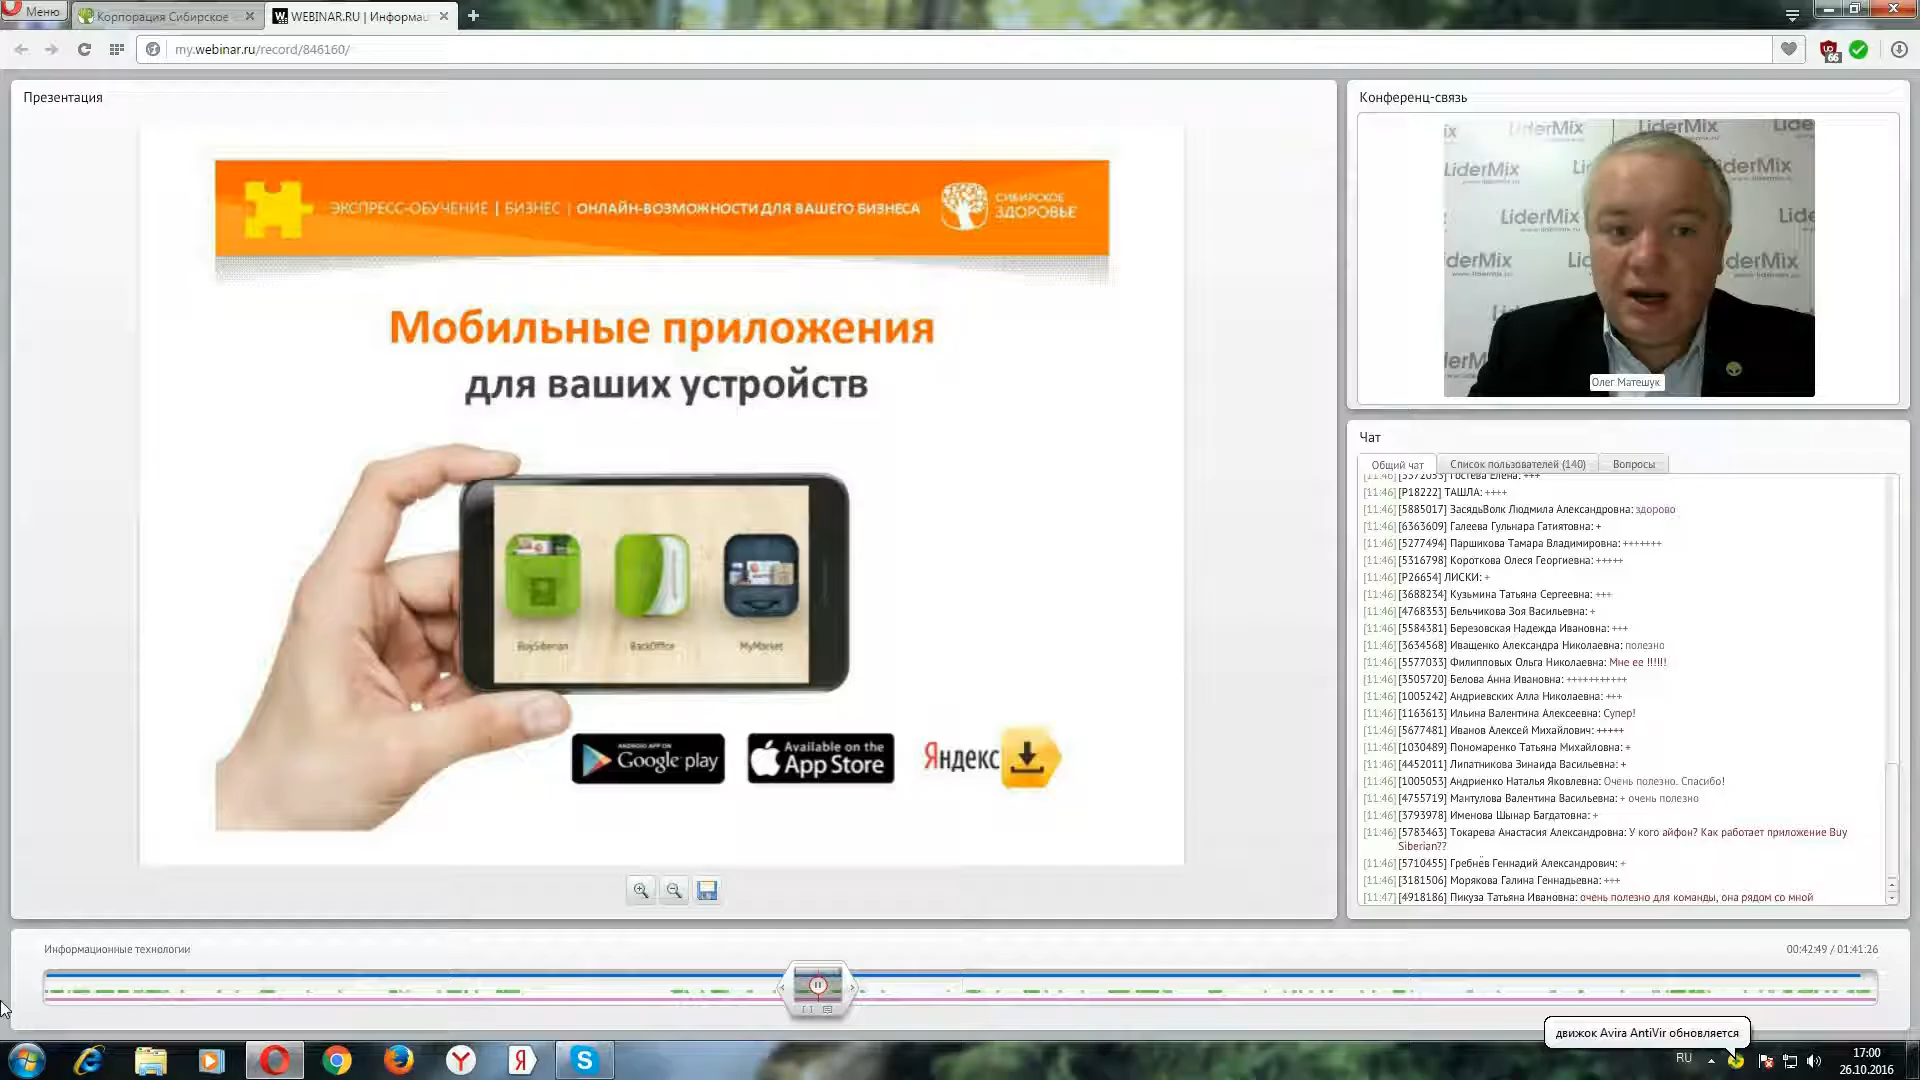 Меню
Корпорация Сибирское
WEBINAR.RU | Информац
my.webinar.ru/record/846160/
66
Презентация
ЭКСПРЕСС-ОБУЧЕНИЕ | БИЗНЕС | ОНЛАЙН-ВОЗМОЖНОСТИ ДЛЯ ВАШЕГО БИЗНЕСА
СИБИРСКОЕ
ЗДОРОВЬЕ
Мобильные приложения
для ваших устройств
BuySiberian
BackOffice
MyMarket
ANDROID APP ON
Google play
Available on the
App Store
Яндекс
Конференц-связь
LiderMix
www.lidermix.ru
Олег Матешук
Чат
Общий чат
Список пользователей (140)
Вопросы
[11:46] [3372053] Гостева Елена: +++
[11:46] [P18222] ТАШЛА: ++++
[11:46] [5885017] ЗасядьВолк Людмила Александровна: здорово
[11:46] [6363609] Галеева Гульнара Гатиятовна: +
[11:46] [5277494] Паршикова Тамара Владимировна: +++++++
[11:46] [5316798] Короткова Олеся Георгиевна: +++++
[11:46] [P26654] ЛИСКИ: +
[11:46] [3688234] Кузьмина Татьяна Сергеевна: +++
[11:46] [4768353] Бельчикова Зоя Васильевна: +
[11:46] [5584381] Березовская Надежда Ивановна: +++
[11:46] [3634568] Иващенко Александра Николаевна: полезно
[11:46] [5577033] Филипповых Ольга Николаевна: Мне ее !!!!!!
[11:46] [3505720] Белова Анна Ивановна: +++++++++++
[11:46] [1005242] Андриевских Алла Николаевна: +++
[11:46] [1163613] Ильина Валентина Алексеевна: Супер!
[11:46] [5677481] Иванов Алексей Михайлович: +++++
[11:46] [1030489] Пономаренко Татьяна Михайловна: +
[11:46] [4452011] Липатникова Зинаида Васильевна: +
[11:46] [1005053] Андриенко Наталья Яковлевна: Очень полезно. Спасибо!
[11:46] [4755719] Мантулова Валентина Васильевна: + очень полезно
[11:46] [3793978] Именова Шынар Багдатовна: +
[11:46] [5783463] Токарева Анастасия Александровна: У кого айфон? Как работает приложение Buy
Siberian??
[11:46] [5710455] Гребнёв Геннадий Александрович: +
[11:46] [3181506] Морякова Галина Геннадьевна: +++
[11:47] [4918186] Пикуза Татьяна Ивановна: очень полезно для команды, она рядом со мной
Информационные технологии
00:42:49 / 01:41:26
движок Avira AntiVir обновляется
RU
17:00
26.10.2016